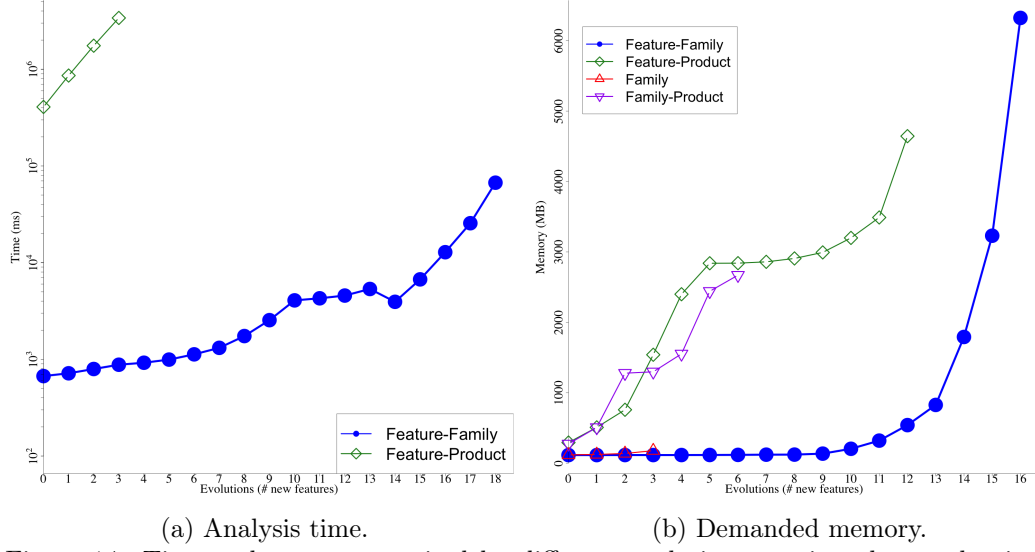 10^6
10^5
10^4
10^3
10^2
Time (ms)
0 1 2 3 4 5 6 7 8 9 10 11 12 13 14 15 16 17 18
Evolutions (# new features)
Feature-Family
Feature-Product
(a) Analysis time.
6000
5000
4000
3000
2000
1000
0
Memory (MB)
Feature-Family
Feature-Product
Family
Family-Product
0 1 2 3 4 5 6 7 8 9 10 11 12 13 14 15 16
Evolutions (# new features)
(b) Demanded memory.